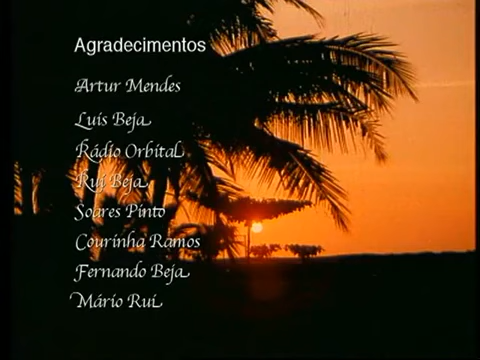 Agradecimentos
Artur Mendes
Luís Beja
Rádio Orbital
Rui Beja
Soares Pinto
Courinha Ramos
Fernando Beja
Mário Rui